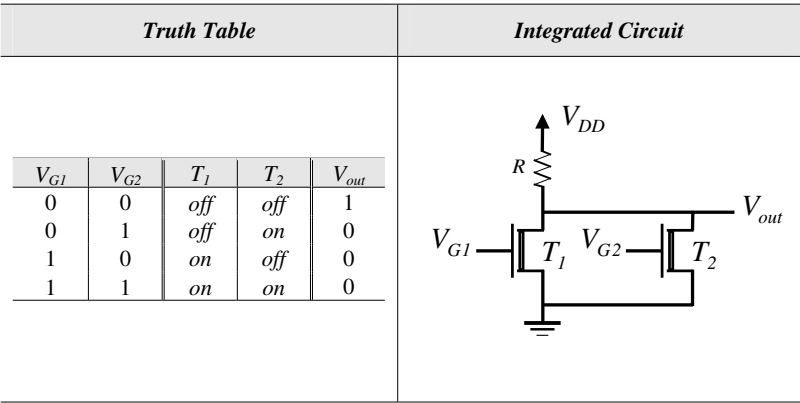 Truth Table Integrated Circuit
V_G1 V_G2 T_1 T_2 V_out
0 0 off off 1
0 1 off on 0
1 0 on off 0
1 1 on on 0
V_DD
R
V_out
V_G1 T_1 V_G2 T_2